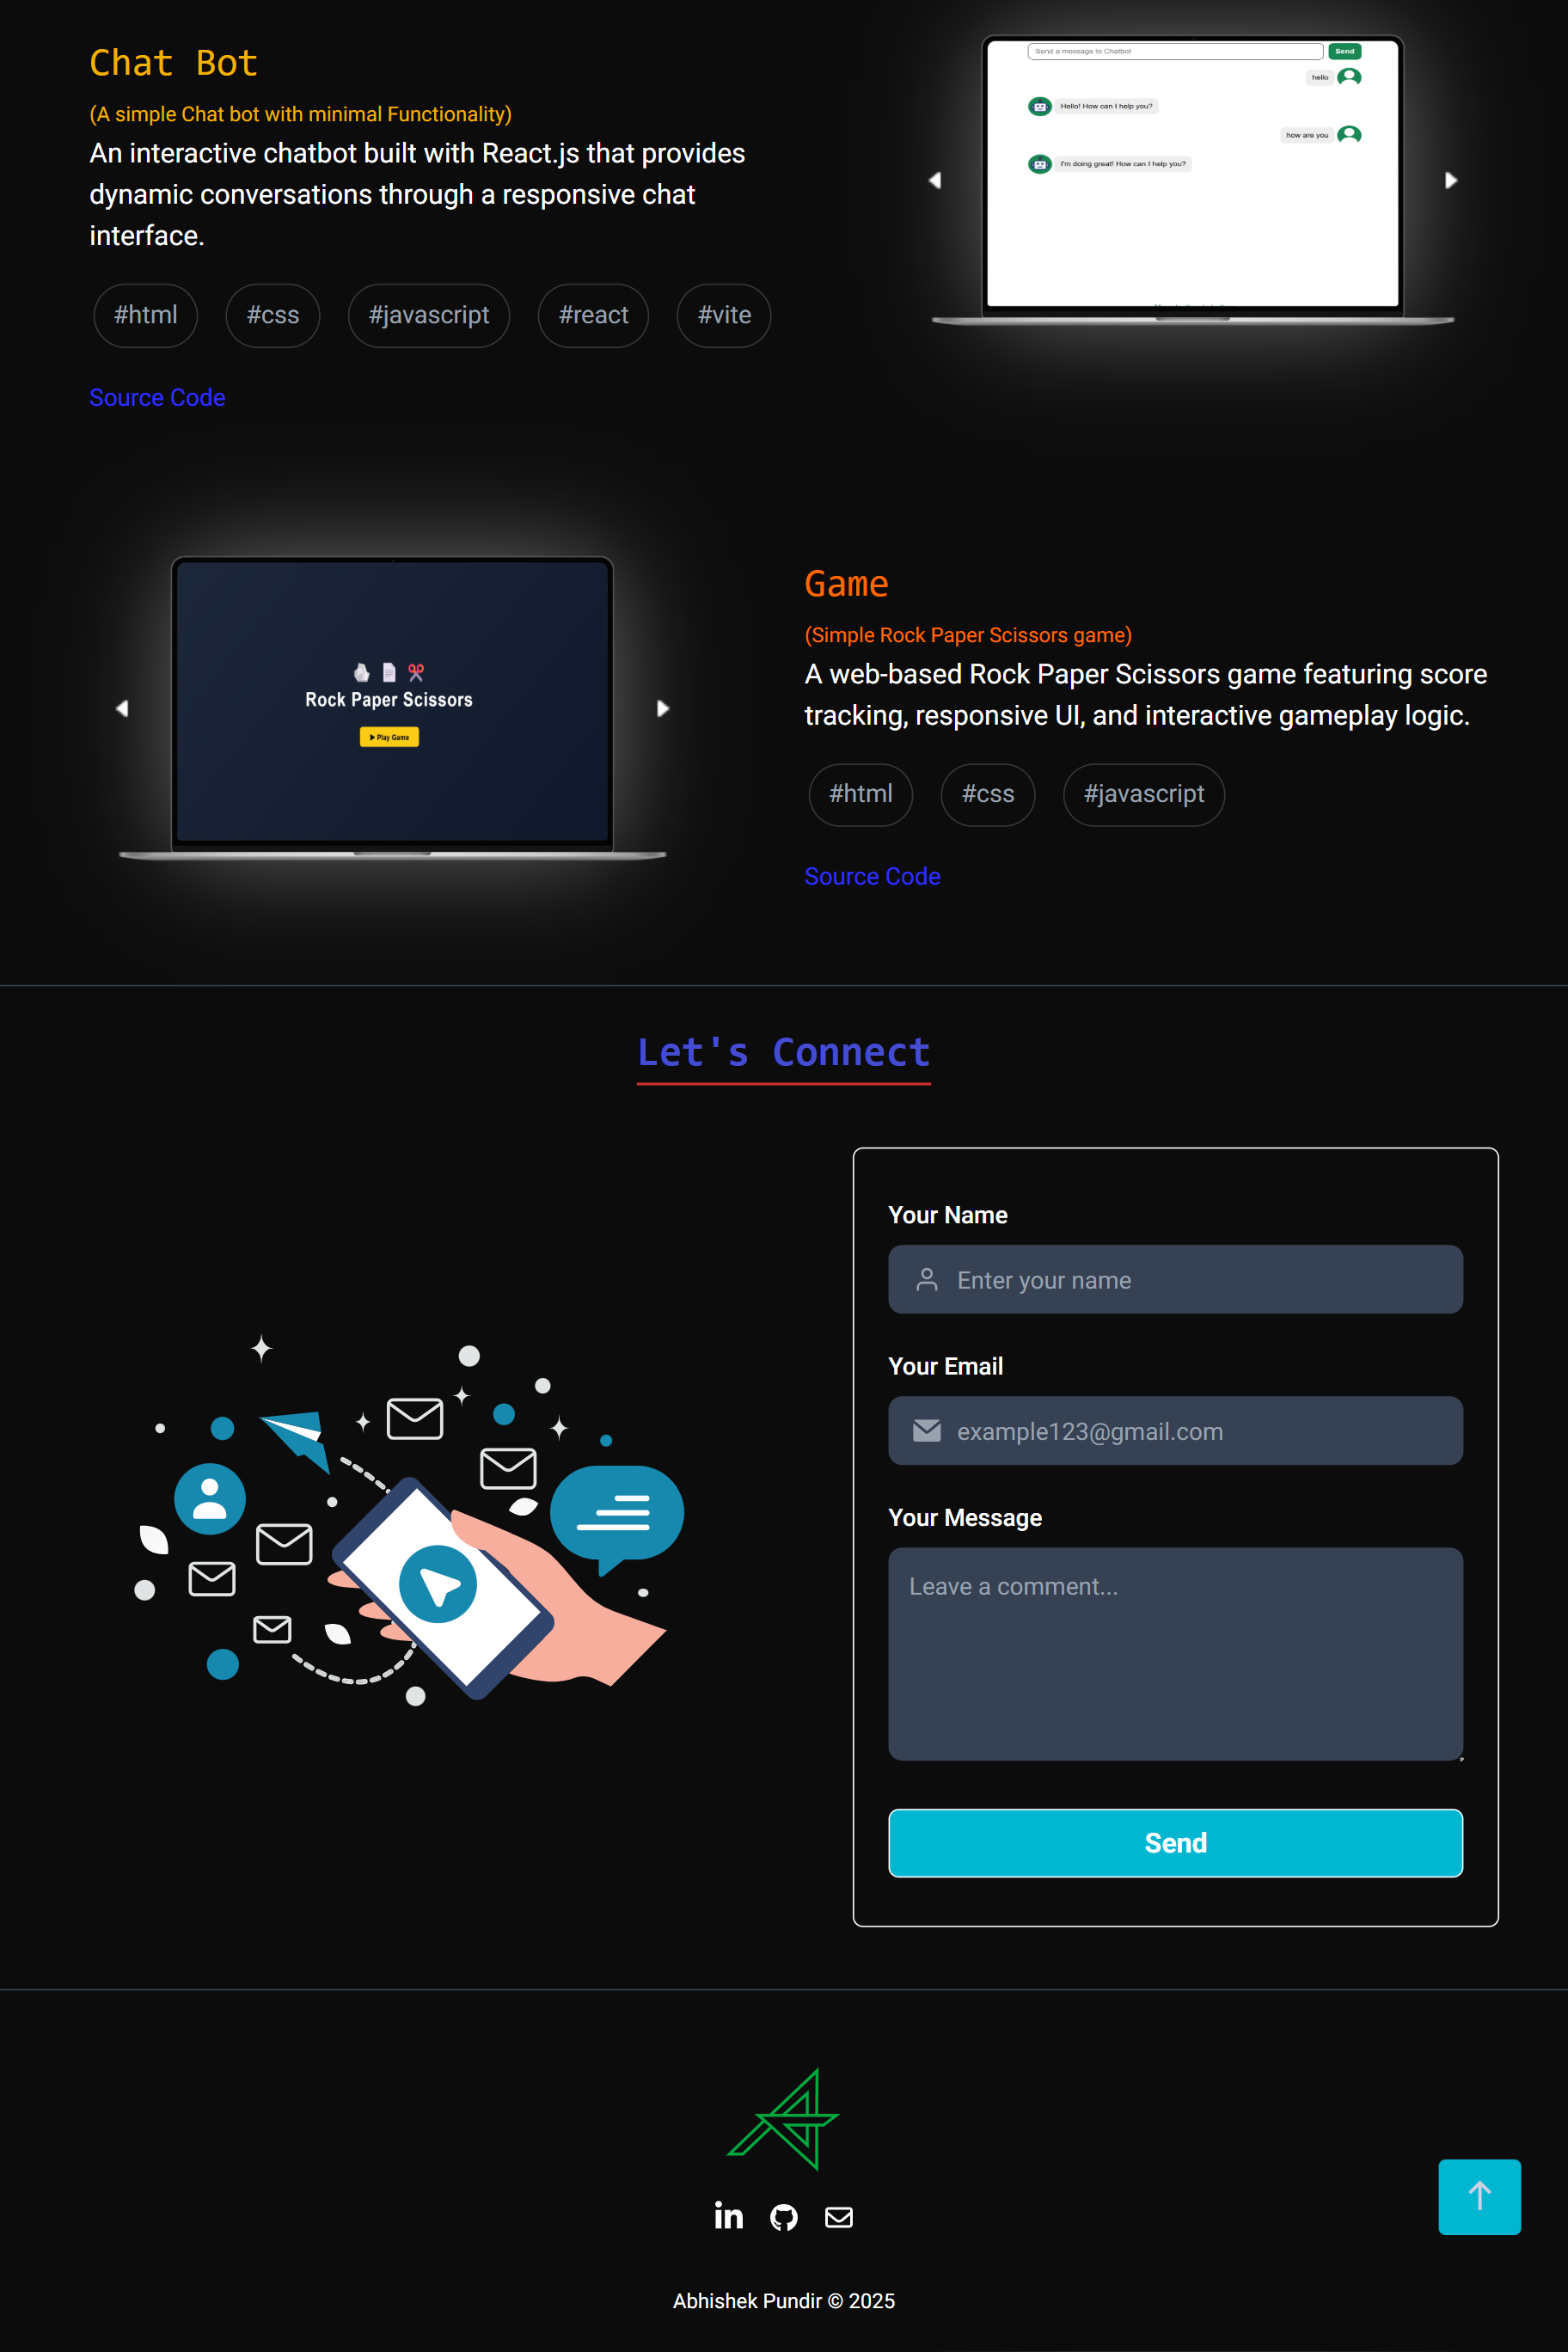 Chat Bot
(A simple Chat bot with minimal Functionality)
An interactive chatbot built with React.js that provides
dynamic conversations through a responsive chat
interface.
#html #css #javascript #react #vite
Source Code
Send a message to Chatbot Send
hello
Hello! How can I help you?
how are you
I'm doing great! How can I help you?
Rock Paper Scissors
Play Game
Game
(Simple Rock Paper Scissors game)
A web-based Rock Paper Scissors game featuring score
tracking, responsive UI, and interactive gameplay logic.
#html #css #javascript
Source Code
Let's Connect
Your Name
Enter your name
Your Email
example123@gmail.com
Your Message
Leave a comment...
Send
in
Abhishek Pundir © 2025